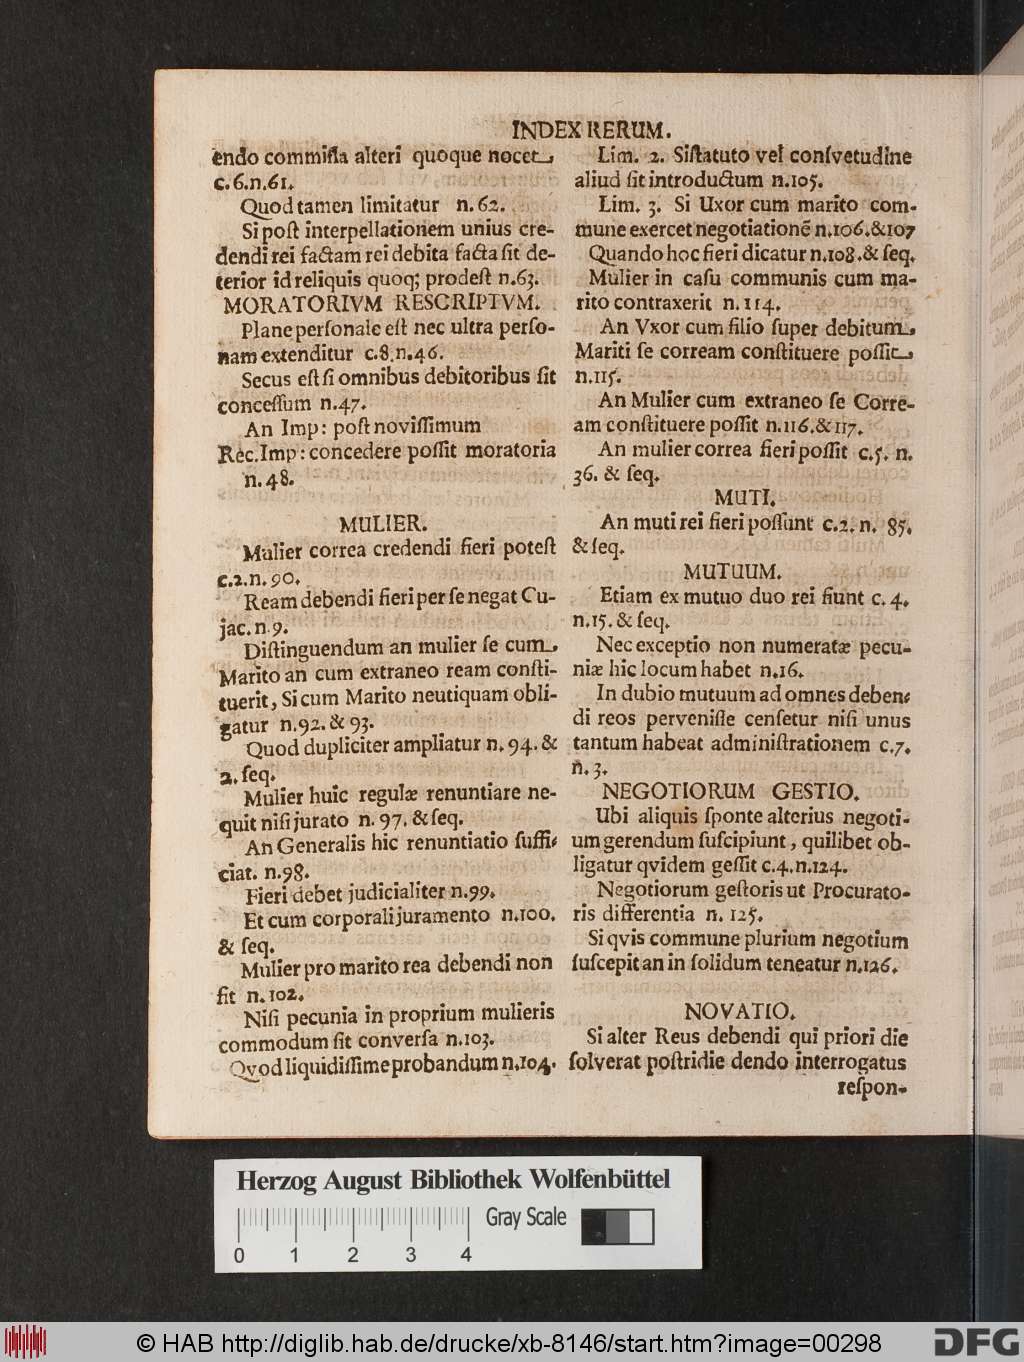 INDEX RERUM.
endo commiſſa alteri quoque nocet,
c.6.n.61.
Quod tamen limitatur n.62.
Si poſt interpellationem unius cre-
dendi rei factam rei debita facta ſit de-
terior id reliquis quoq; prodeſt n.63.
MORATORIVM RESCRIPTVM.
Plane perſonale eſt nec ultra perſo-
nam extenditur c.8.n.46.
Secus eſt ſi omnibus debitoribus ſit
conceſſum n.47.
An Imp: poſt noviſſimum
Rec.Imp: concedere poſſit moratoria
n.48.
MULIER.
Mulier correa credendi fieri poteſt
c.2.n.90.
Ream debendi fieri per ſe negat Cu-
jac. n 9.
Diſtinguendum an mulier ſe cum,
Marito an cum extraneo ream conſti-
tuerit, Si cum Marito neutiquam obli-
gatur n.92. & 93.
Quod dupliciter ampliatur n. 94. &
2. ſeq.
Mulier huic regulæ renuntiare ne-
quit niſi jurato n. 97. & ſeq.
An Generalis hic renuntiatio ſuffi-
ciat. n.98.
Fieri debet judicialiter n.99.
Et cum corporali juramento n.100.
& ſeq.
Mulier pro marito rea debendi non
ſit n.102.
Niſi pecunia in proprium mulieris
commodum ſit converſa n.103.
Qvod liquidiſſime probandum n.104.
Lim. 2. Si ſtatuto vel conſvetudine
aliud ſit introductum n.105.
Lim. 3. Si Uxor cum marito com-
mune exercet negotiationẽ n.106.&107
Quando hoc fieri dicatur n.108.& ſeq.
Mulier in caſu communis cum ma-
rito contraxerit n.114.
An Vxor cum filio ſuper debitum,
Mariti ſe corream conſtituere poſſit,
n.115.
An Mulier cum extraneo ſe Corre-
am conſtituere poſſit n.116.&117.
An mulier correa fieri poſſit c.5. n.
36. & ſeq.
MUTI.
An muti rei fieri poſſunt c.2. n. 85.
& ſeq.
MUTUUM.
Etiam ex mutuo duo rei fiunt c. 4.
n.15. & ſeq.
Nec exceptio non numeratæ pecu-
niæ hic locum habet n.16.
In dubio mutuum ad omnes deben-
di reos perveniſſe cenſetur niſi unus
tantum habeat adminiſtrationem c.7.
n. 3.
NEGOTIORUM GESTIO.
Ubi aliquis ſponte alterius negoti-
um gerendum ſuſcipiunt, quilibet ob-
ligatur qvidem geſſit c.4.n.124.
Negotiorum geſtoris ut Procurato-
ris differentia n. 125.
Si qvis commune plurium negotium
ſuſcepit an in ſolidum teneatur n.126.
NOVATIO.
Si alter Reus debendi qui priori die
ſolverat poſtridie dendo interrogatus
reſpon-
Herzog August Bibliothek Wolfenbüttel
Gray Scale
0 1 2 3 4
© HAB http://diglib.hab.de/drucke/xb-8146/start.htm?image=00298
DFG